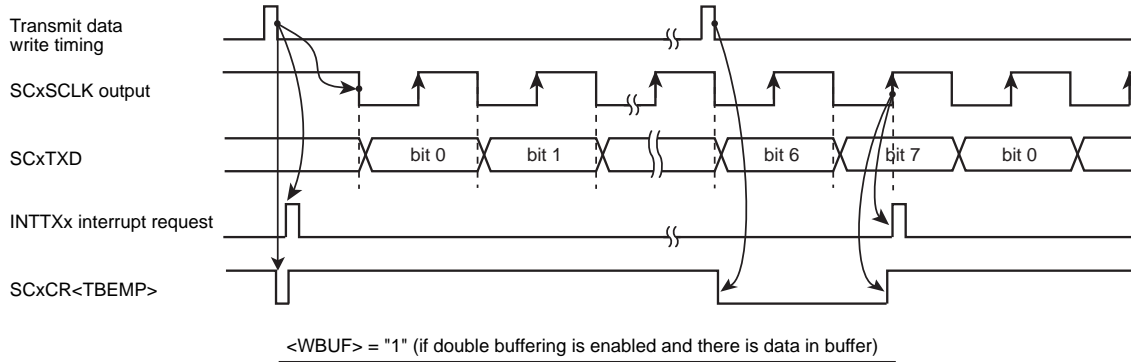 Transmit data
write timing
SCxSCLK output
SCxTXD
bit 0 bit 1 bit 6 bit 7 bit 0
INTTXx interrupt request
SCxCR<TBEMP>
<WBUF> = "1" (if double buffering is enabled and there is data in buffer)